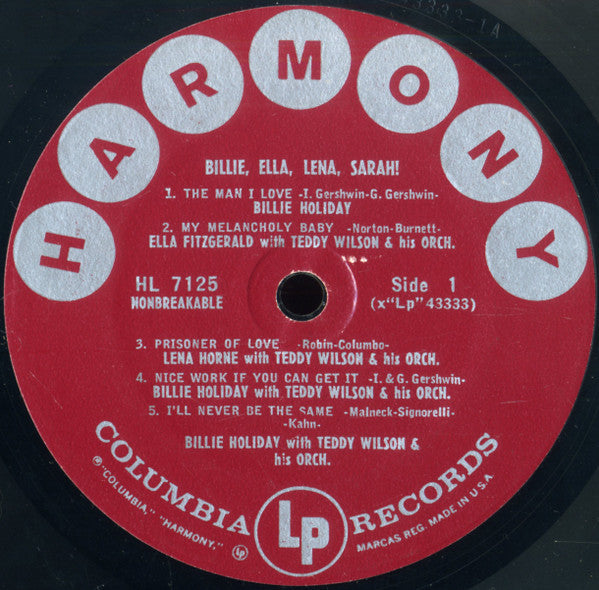 HARMONY
BILLIE, ELLA, LENA, SARAH!
1. THE MAN I LOVE -I. Gershwin-G. Gershwin-
BILLIE HOLIDAY
2. MY MELANCHOLY BABY -Norton-Burnett-
ELLA FITZGERALD with TEDDY WILSON & his ORCH.
HL 7125 Side 1
NONBREAKABLE (x"Lp"43333)
3. PRISONER OF LOVE -Robin-Columbo-
LENA HORNE with TEDDY WILSON & his ORCH.
4. NICE WORK IF YOU CAN GET IT -I. & G. Gershwin-
BILLIE HOLIDAY with TEDDY WILSON & his ORCH.
5. I'LL NEVER BE THE SAME -Malneck-Signorelli-
-Kahn-
BILLIE HOLIDAY with TEDDY WILSON &
his ORCH.
COLUMBIA Lp RECORDS
® "COLUMBIA," "HARMONY," Lp MARCAS REG. MADE IN U.S.A.